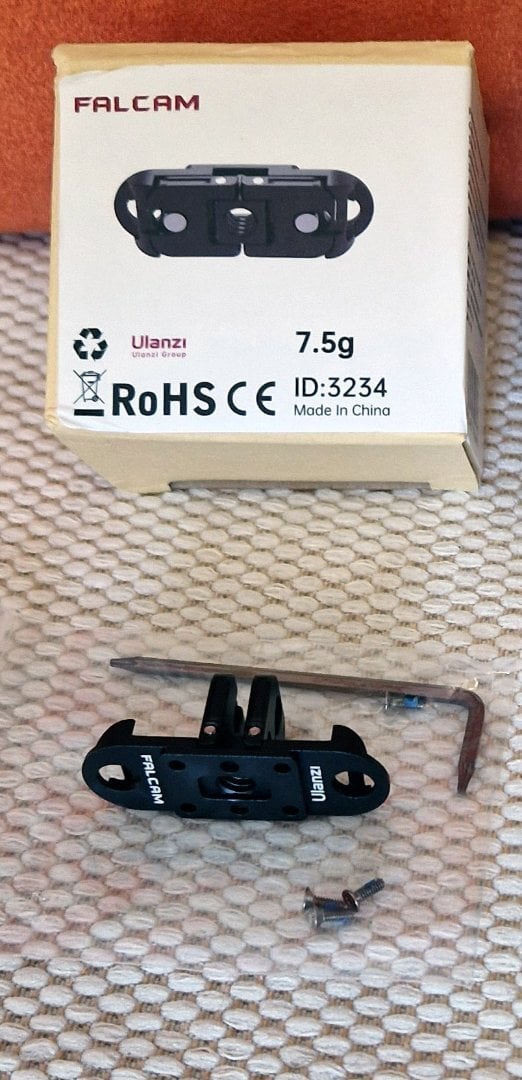 FALCAM
Ulanzi
Ulanzi Group
7.5g
RoHS CE
ID:3234
Made In China
FALCAM
Ulanzi